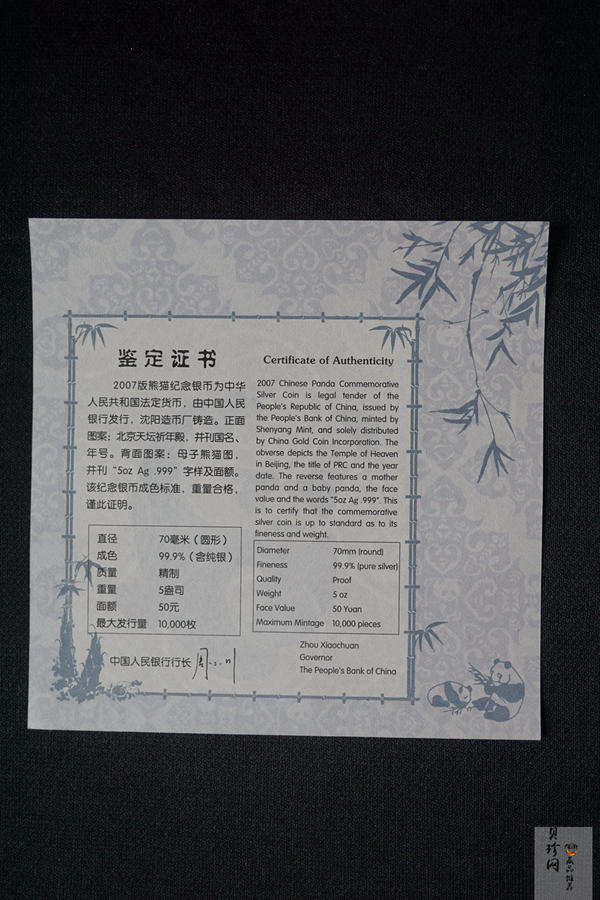 鉴定证书
2007版熊猫纪念银币为中华
人民共和国法定货币，由中国人民
银行发行，沈阳造币厂铸造。正面
图案：北京天坛祈年殿，并刊国名、
年号。背面图案：母子熊猫图，
并刊“5oz Ag .999”字样及面额。
该纪念银币成色标准，重量合格，
谨此证明。
直径 70毫米（圆形）
成色 99.9%（含纯银）
质量 精制
重量 5盎司
面额 50元
最大发行量 10,000枚
中国人民银行行长
Certificate of Authenticity
2007 Chinese Panda Commemorative
Silver Coin is legal tender of the
People's Republic of China, issued by
the People's Bank of China, minted by
Shenyang Mint, and solely distributed
by China Gold Coin Incorporation. The
obverse depicts the Temple of Heaven
in Beijing, the title of PRC and the year
date. The reverse features a mother
panda and a baby panda, the face
value and the words "5oz Ag .999". This
is to certify that the commemorative
silver coin is up to standard as to its
fineness and weight.
Diameter 70mm (round)
Fineness 99.9% (pure silver)
Quality Proof
Weight 5 oz
Face Value 50 Yuan
Maximum Mintage 10,000 pieces
Zhou Xiaochuan
Governor
The People's Bank of China
贝珍网